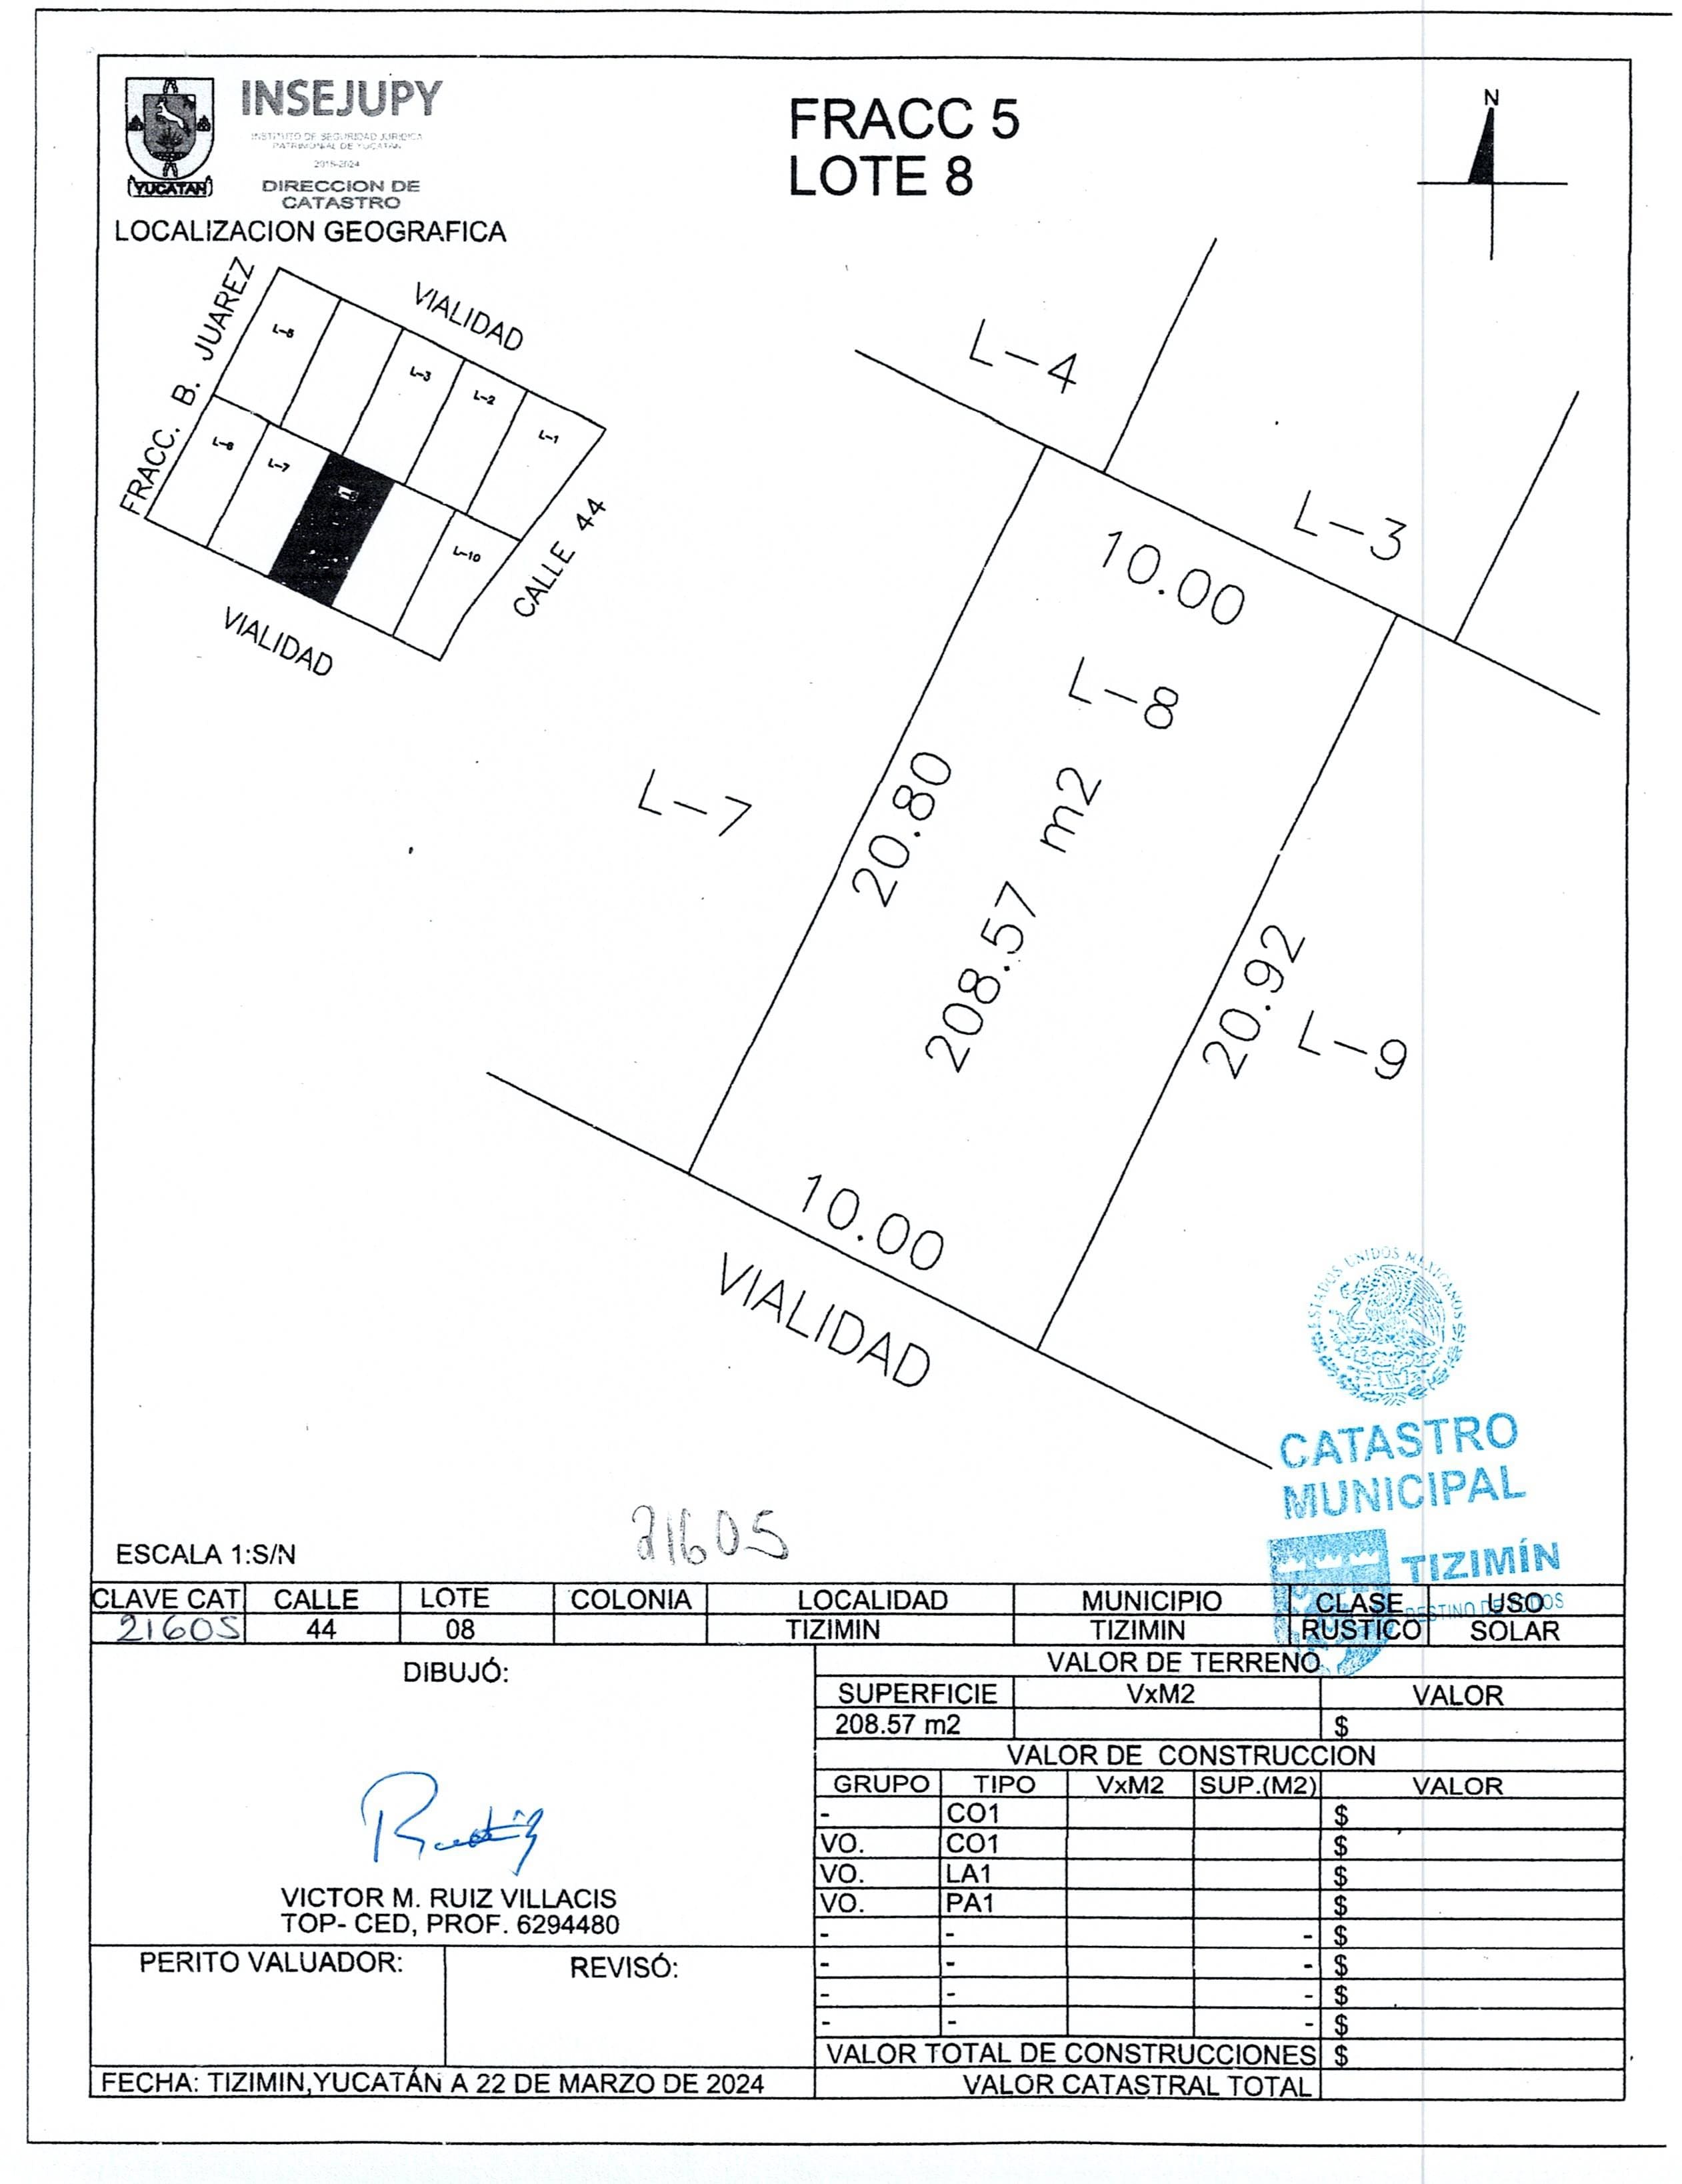 INSEJUPY
INSTITUTO DE SEGURIDAD JURIDICA
PATRIMONIAL DE YUCATAN
2018-2024
DIRECCION DE
CATASTRO
YUCATAN
LOCALIZACION GEOGRAFICA
FRACC 5
LOTE 8
N
FRACC. B. JUAREZ
VIALIDAD
L-5
L-3
L-2
L-1
L-6
L-7
L-10
CALLE 44
VIALIDAD
L-4
L-3
10.00
L-8
L-7
20.80
208.57 m2
20.92
L-9
10.00
VIALIDAD
ESTADOS UNIDOS MEXICANOS
CATASTRO
MUNICIPAL
TIZIMÍN
DESTINO DE TODOS
21605
ESCALA 1:S/N
CLAVE CAT CALLE LOTE COLONIA LOCALIDAD MUNICIPIO CLASE USO
21605 44 08 TIZIMIN TIZIMIN RUSTICO SOLAR
DIBUJÓ:
VICTOR M. RUIZ VILLACIS
TOP- CED, PROF. 6294480
PERITO VALUADOR: REVISÓ:
FECHA: TIZIMIN,YUCATÁN A 22 DE MARZO DE 2024
VALOR DE TERRENO
SUPERFICIE VxM2 VALOR
208.57 m2 $
VALOR DE CONSTRUCCION
GRUPO TIPO VxM2 SUP.(M2) VALOR
- CO1 $
VO. CO1 $
VO. LA1 $
VO. PA1 $
- - - $
- - - $
- - - $
- - - $
VALOR TOTAL DE CONSTRUCCIONES $
VALOR CATASTRAL TOTAL